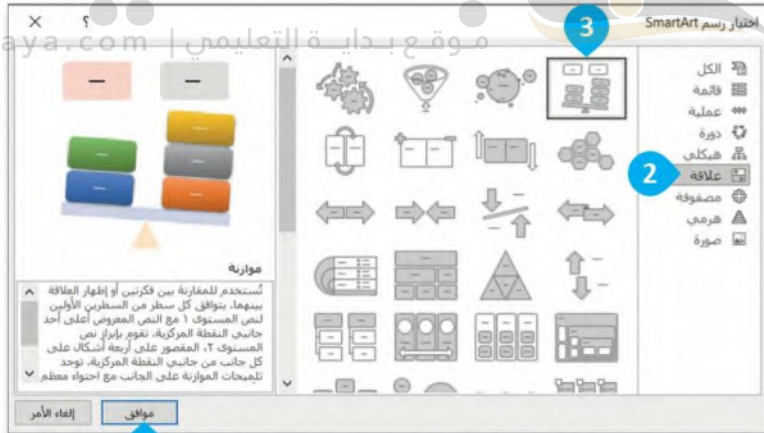 اختيار رسم SmartArt
؟
×
موقع بداية التعليمي |
aya.com
3
الكل
قائمة
عملية
دورة
هيكلي
2
علاقة
مصفوفة
هرمي
صورة
موازنة
تُستخدم للمقارنة بين فكرتين أو إظهار العلاقة
بينهما. يتوافق كل سطر من السطرين الأولين
لنص المستوى ١ مع النص المعروض أعلى أحد
جانبي النقطة المركزية، تقوم بإبراز نص
المستوى ٢، المقصور على أربعة أشكال على
كل جانب من جانبي النقطة المركزية، توجد
تلميحات الموازنة على الجانب مع احتواء معظم
موافق
إلغاء الأمر